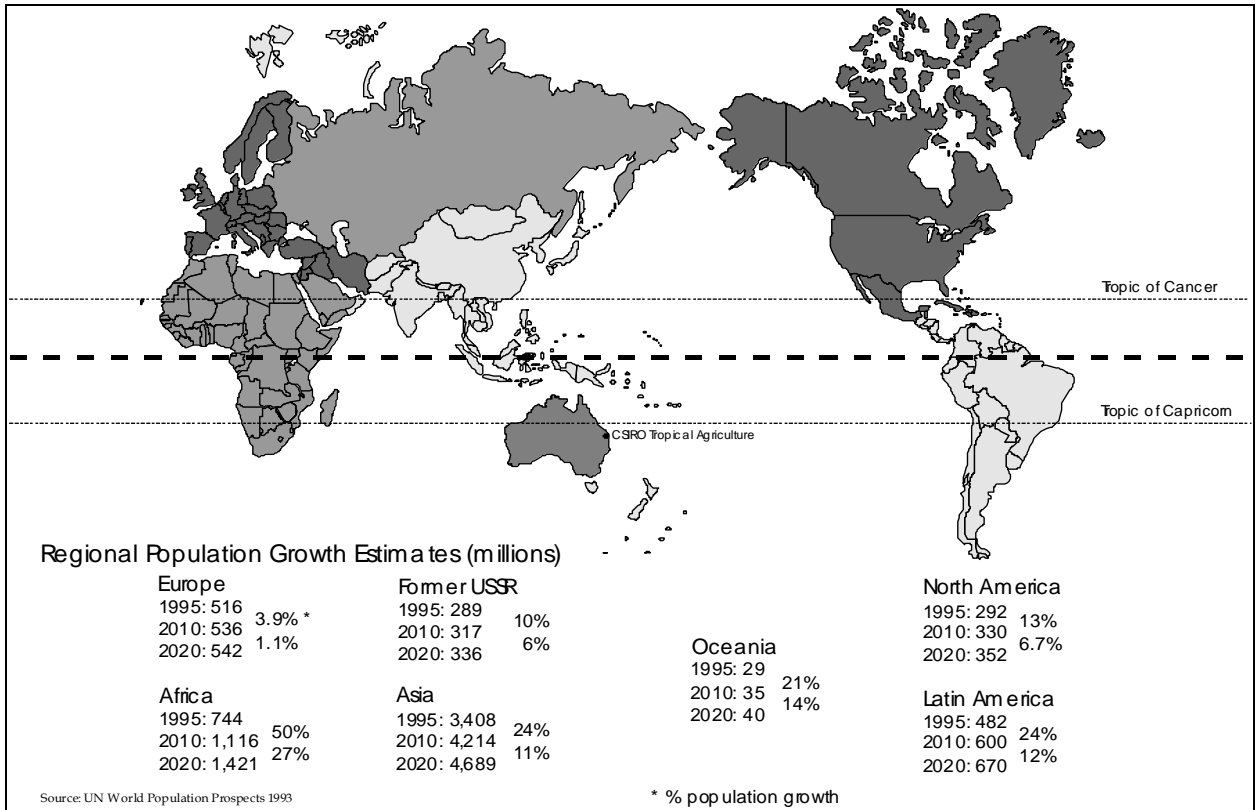 Tropic of Cancer
Tropic of Capricorn
CSIRO Tropical Agriculture
Regional Population Growth Estimates (millions)
Europe
1995: 516
3.9% *
2010: 536
1.1%
2020: 542
Former USSR
1995: 289
10%
2010: 317
6%
2020: 336
North America
1995: 292
13%
2010: 330
6.7%
2020: 352
Oceania
1995: 29
21%
2010: 35
14%
2020: 40
Africa
1995: 744
50%
2010: 1,116
27%
2020: 1,421
Asia
1995: 3,408
24%
2010: 4,214
11%
2020: 4,689
Latin America
1995: 482
24%
2010: 600
12%
2020: 670
Source: UN World Population Prospects 1993
* % population growth